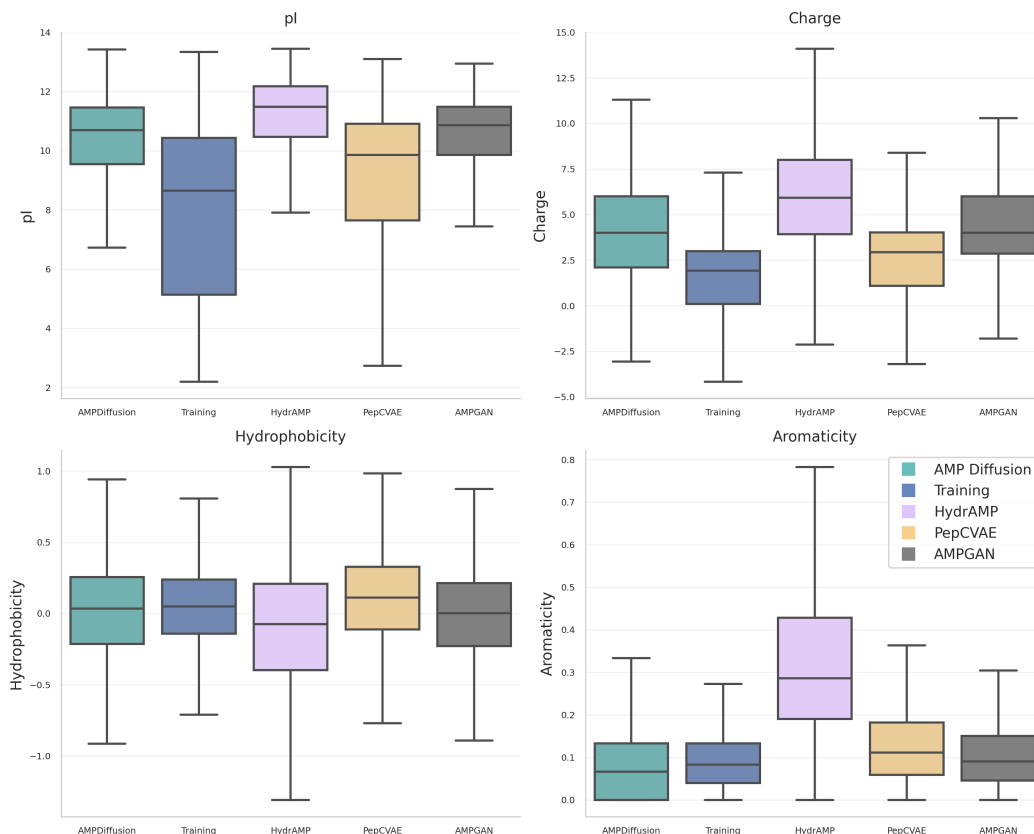 pI
14
12
10
8
6
4
2
pI
AMPDiffusion Training HydrAMP PepCVAE AMPGAN
Charge
15.0
12.5
10.0
7.5
5.0
2.5
0.0
−2.5
−5.0
Charge
AMPDiffusion Training HydrAMP PepCVAE AMPGAN
Hydrophobicity
1.0
0.5
0.0
−0.5
−1.0
Hydrophobicity
AMPDiffusion Training HydrAMP PepCVAE AMPGAN
Aromaticity
0.8
0.7
0.6
0.5
0.4
0.3
0.2
0.1
0.0
Aromaticity
AMP Diffusion
Training
HydrAMP
PepCVAE
AMPGAN
AMPDiffusion Training HydrAMP PepCVAE AMPGAN